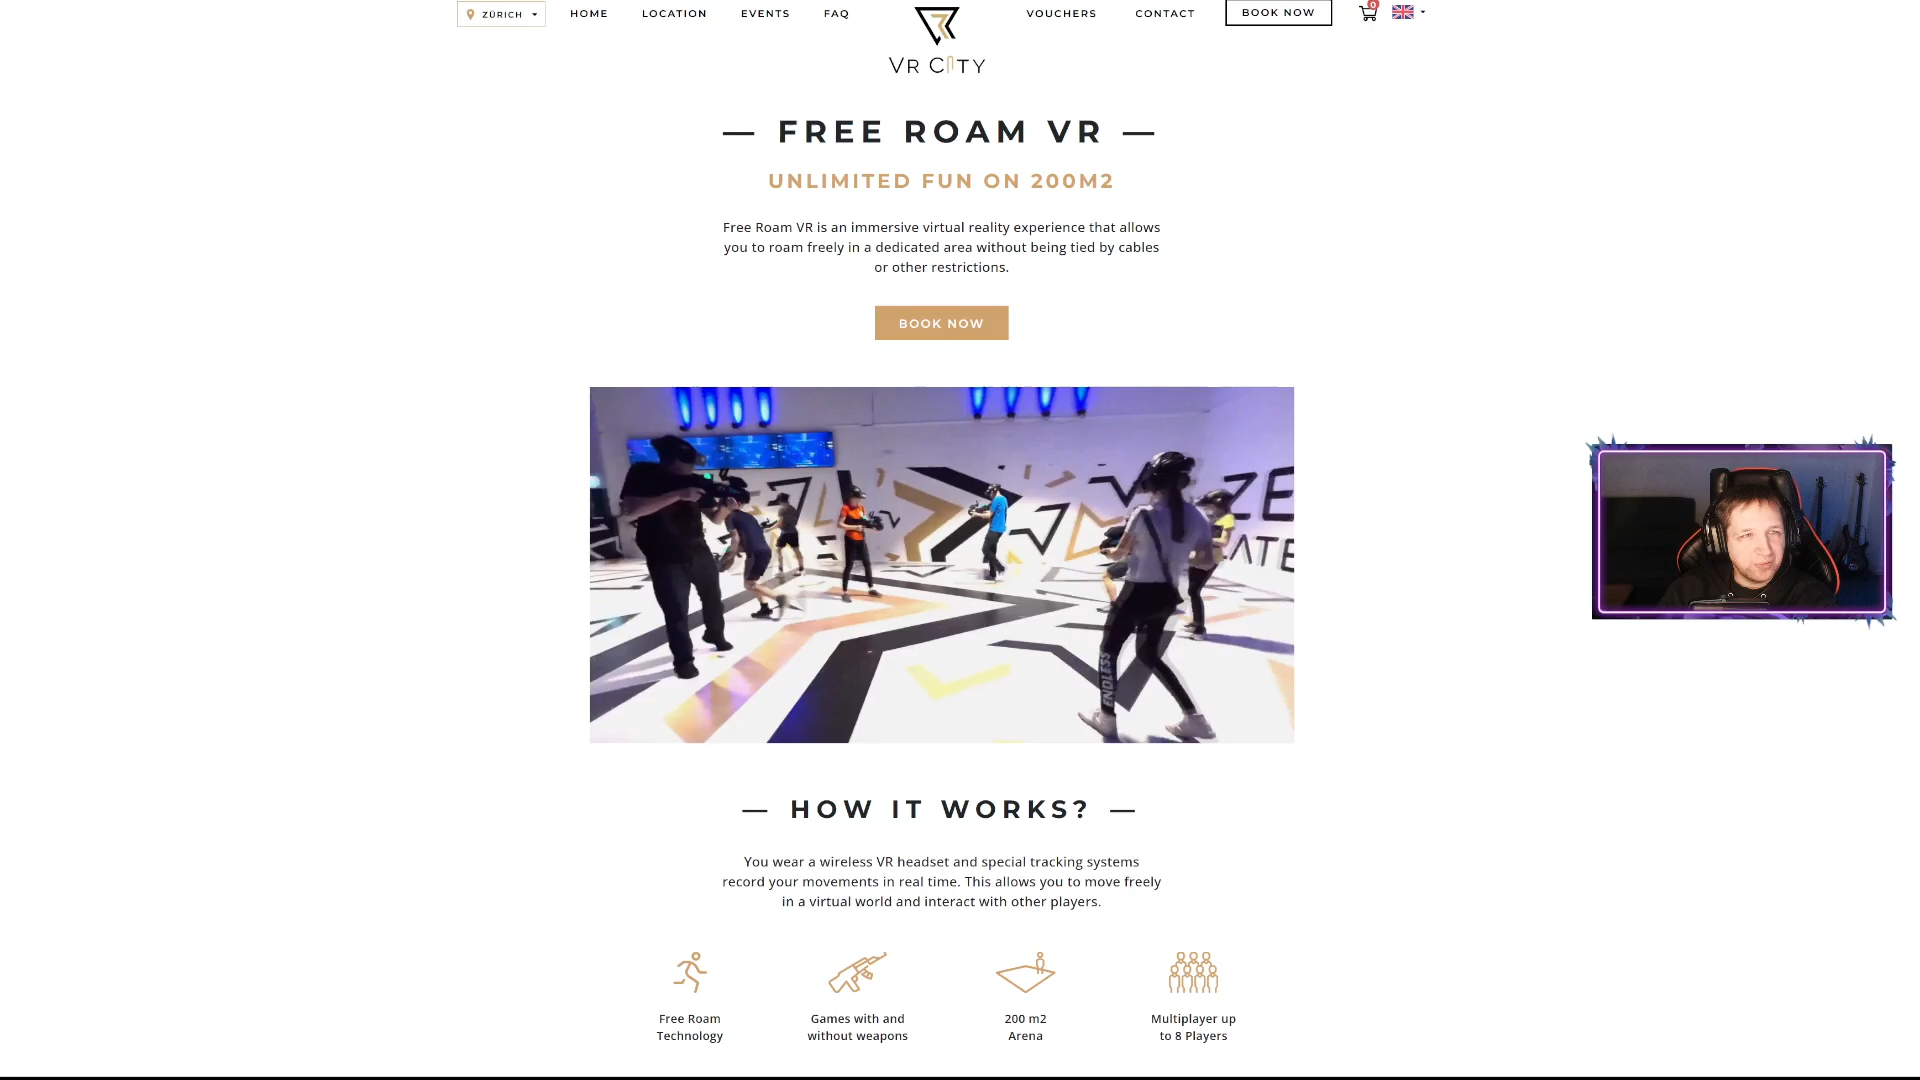 ZÜRICH
HOME
LOCATION
EVENTS
FAQ
VOUCHERS
CONTACT
BOOK NOW
0
VR CITY
— FREE ROAM VR —
UNLIMITED FUN ON 200M2
Free Roam VR is an immersive virtual reality experience that allows
you to roam freely in a dedicated area without being tied by cables
or other restrictions.
BOOK NOW
ENDLESS
— HOW IT WORKS? —
You wear a wireless VR headset and special tracking systems
record your movements in real time. This allows you to move freely
in a virtual world and interact with other players.
Free Roam
Technology
Games with and
without weapons
200 m2
Arena
Multiplayer up
to 8 Players